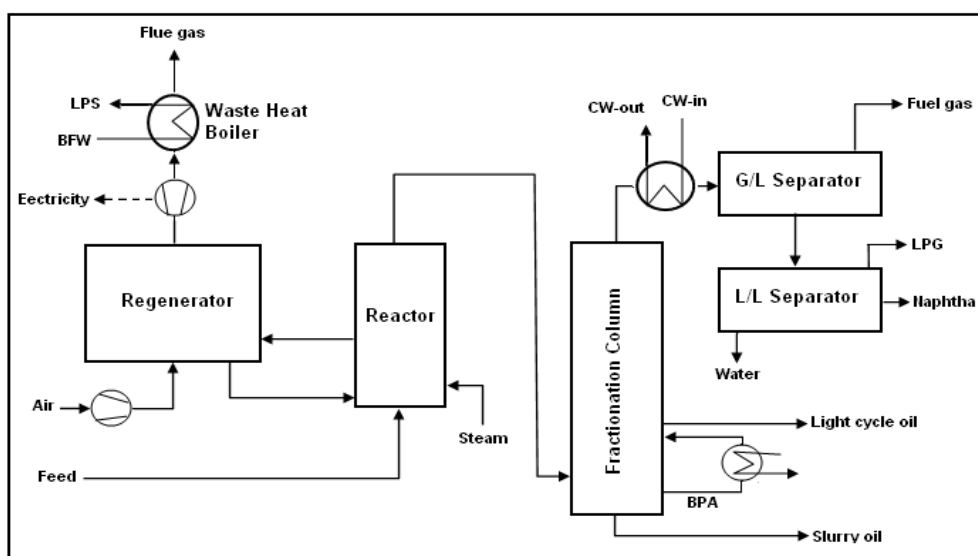 Flue gas
LPS
Waste Heat
Boiler
BFW
Eectricity
CW-out
CW-in
Fuel gas
G/L Separator
LPG
L/L Separator
Naphtha
Water
Regenerator
Reactor
Fractionation Column
Air
Steam
Feed
Light cycle oil
BPA
Slurry oil